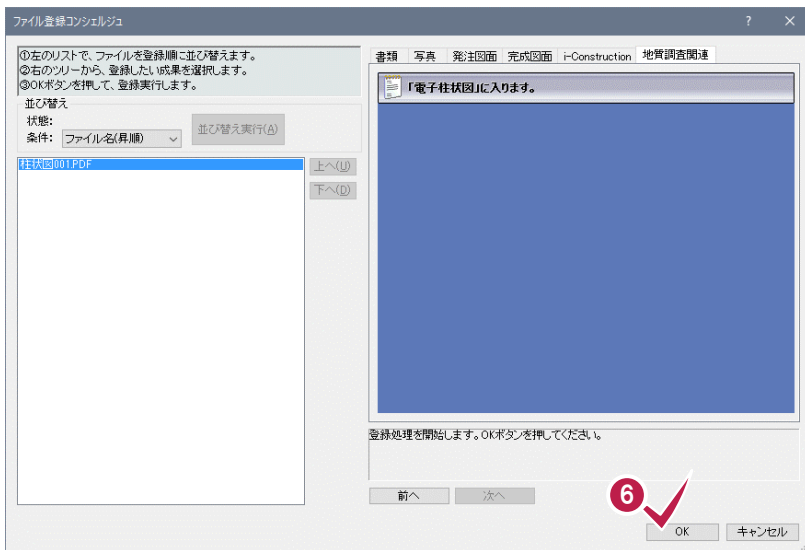 ファイル登録コンシェルジュ
?
①左のリストで、ファイルを登録順に並び替えます。
②右のツリーから、登録したい成果を選択します。
③OKボタンを押して、登録実行します。
並び替え
状態:
条件: ファイル名(昇順)
並び替え実行(A)
柱状図001.PDF
上へ(U)
下へ(D)
書類 写真 発注図面 完成図面 i-Construction 地質調査関連
「電子柱状図」に入ります。
登録処理を開始します。OKボタンを押してください。
前へ 次へ
6
OK キャンセル